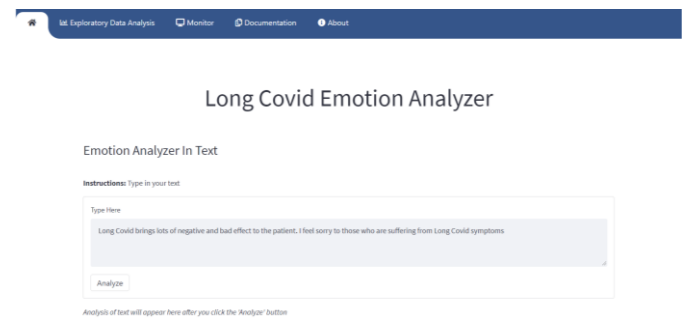 Exploratory Data Analysis Monitor Documentation About
Long Covid Emotion Analyzer
Emotion Analyzer In Text
Instructions: Type in your text
Type Here
Long Covid brings lots of negative and bad effect to the patient. I feel sorry to those who are suffering from Long Covid symptoms
Analyze
Analysis of text will appear here after you click the 'Analyze' button